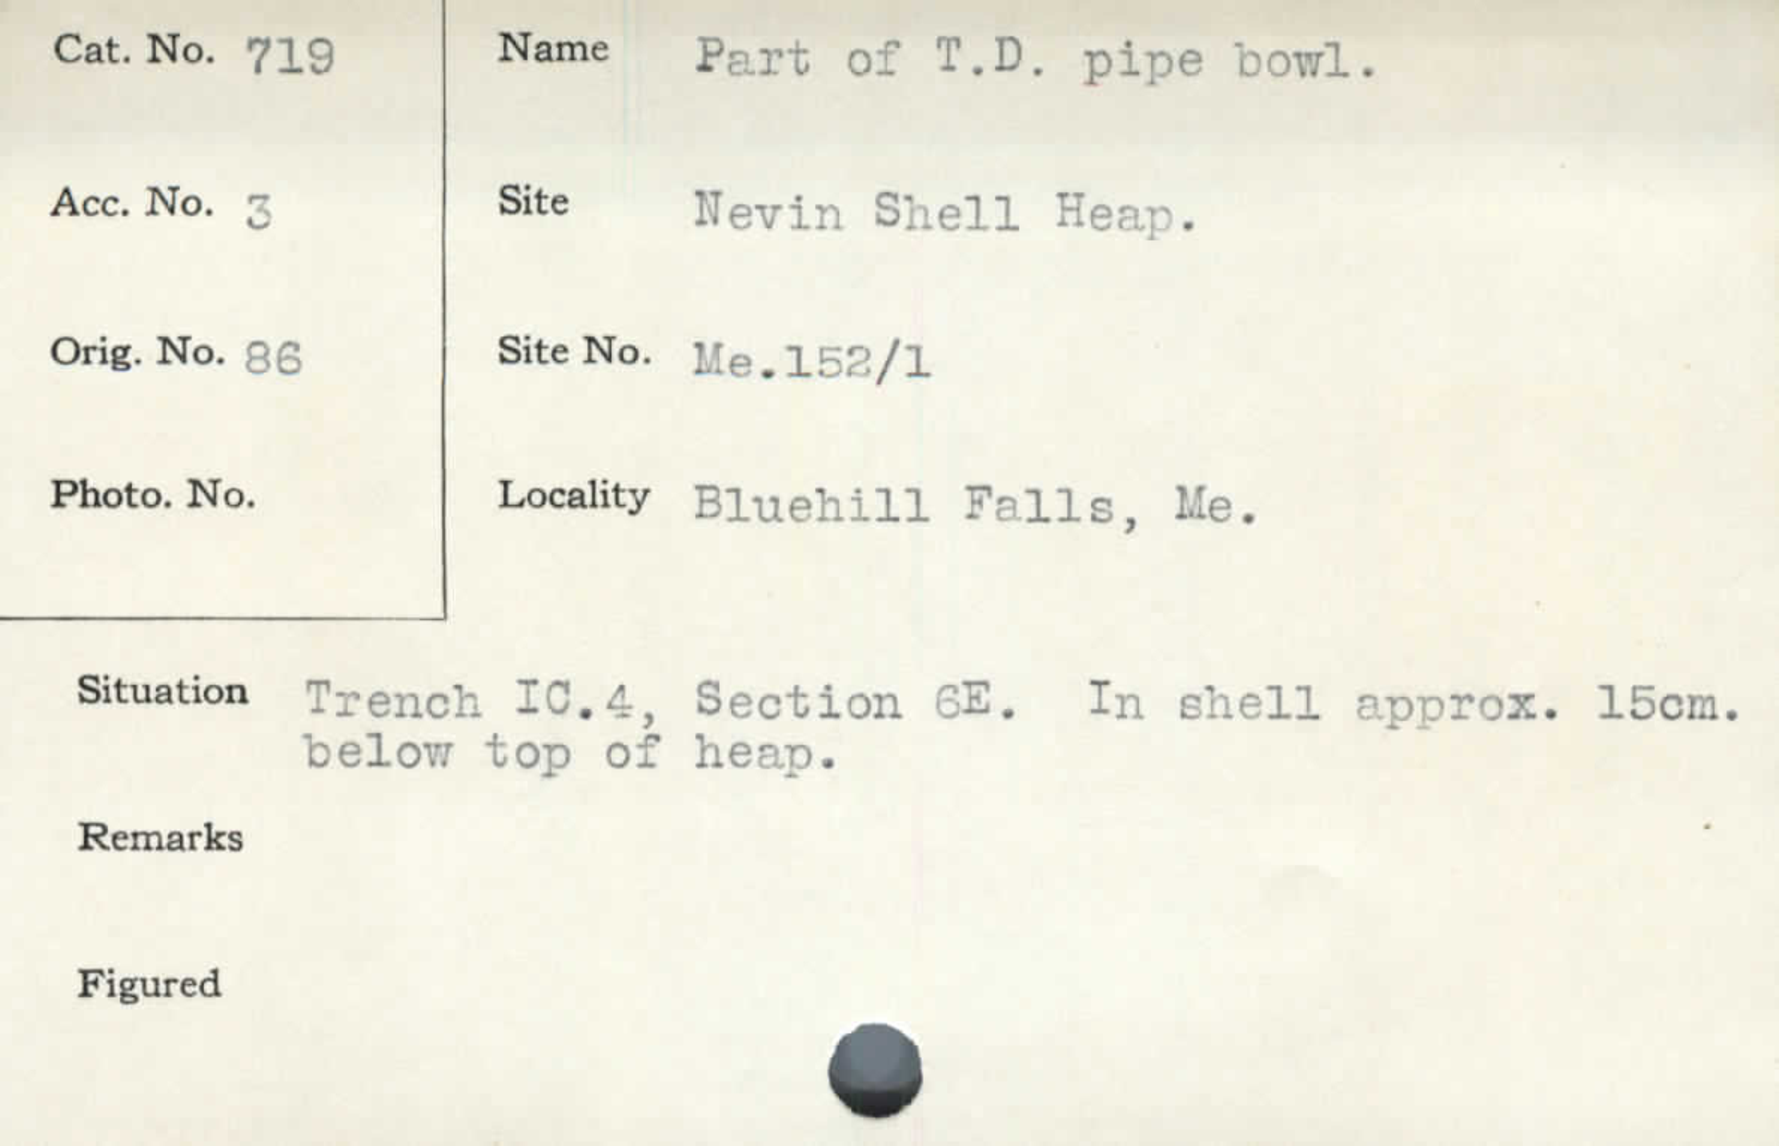 Cat. No. 719
Name Part of T.D. pipe bowl.
Acc. No. 3
Site Nevin Shell Heap.
Orig. No. 86
Site No. Me.152/1
Photo. No.
Locality Bluehill Falls, Me.
Situation Trench IC.4, Section 6E. In shell approx. 15cm.
below top of heap.
Remarks
Figured